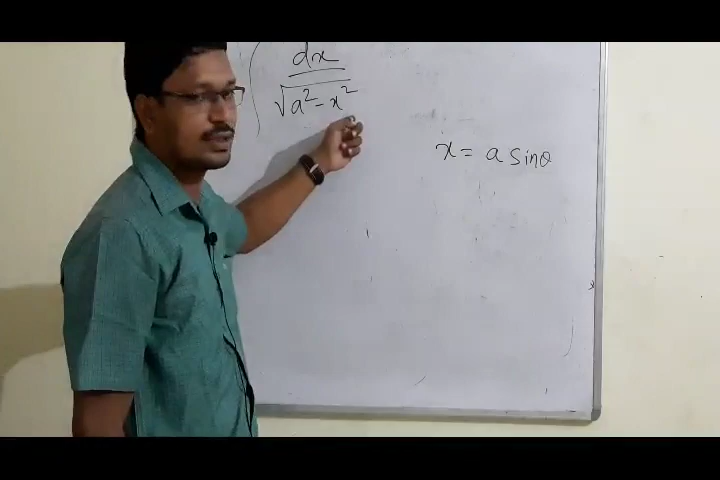 ∫ dx
√a²-x²
x = a sinθ